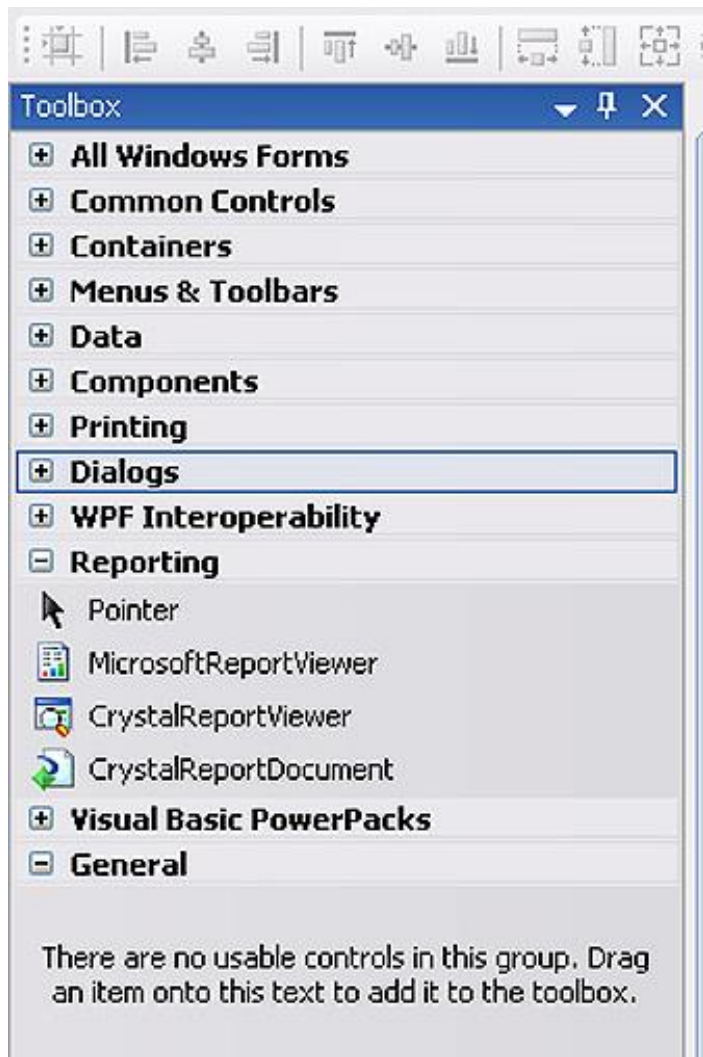 Toolbox
All Windows Forms
Common Controls
Containers
Menus & Toolbars
Data
Components
Printing
Dialogs
WPF Interoperability
Reporting
Pointer
MicrosoftReportViewer
CrystalReportViewer
CrystalReportDocument
Visual Basic PowerPacks
General
There are no usable controls in this group. Drag
an item onto this text to add it to the toolbox.